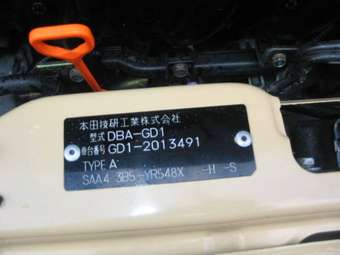 本田技研工業株式会社
型式 DBA-GD1
車台番号 GD1-2013491
TYPE A
SAA4 3B5-YR548X -H -S